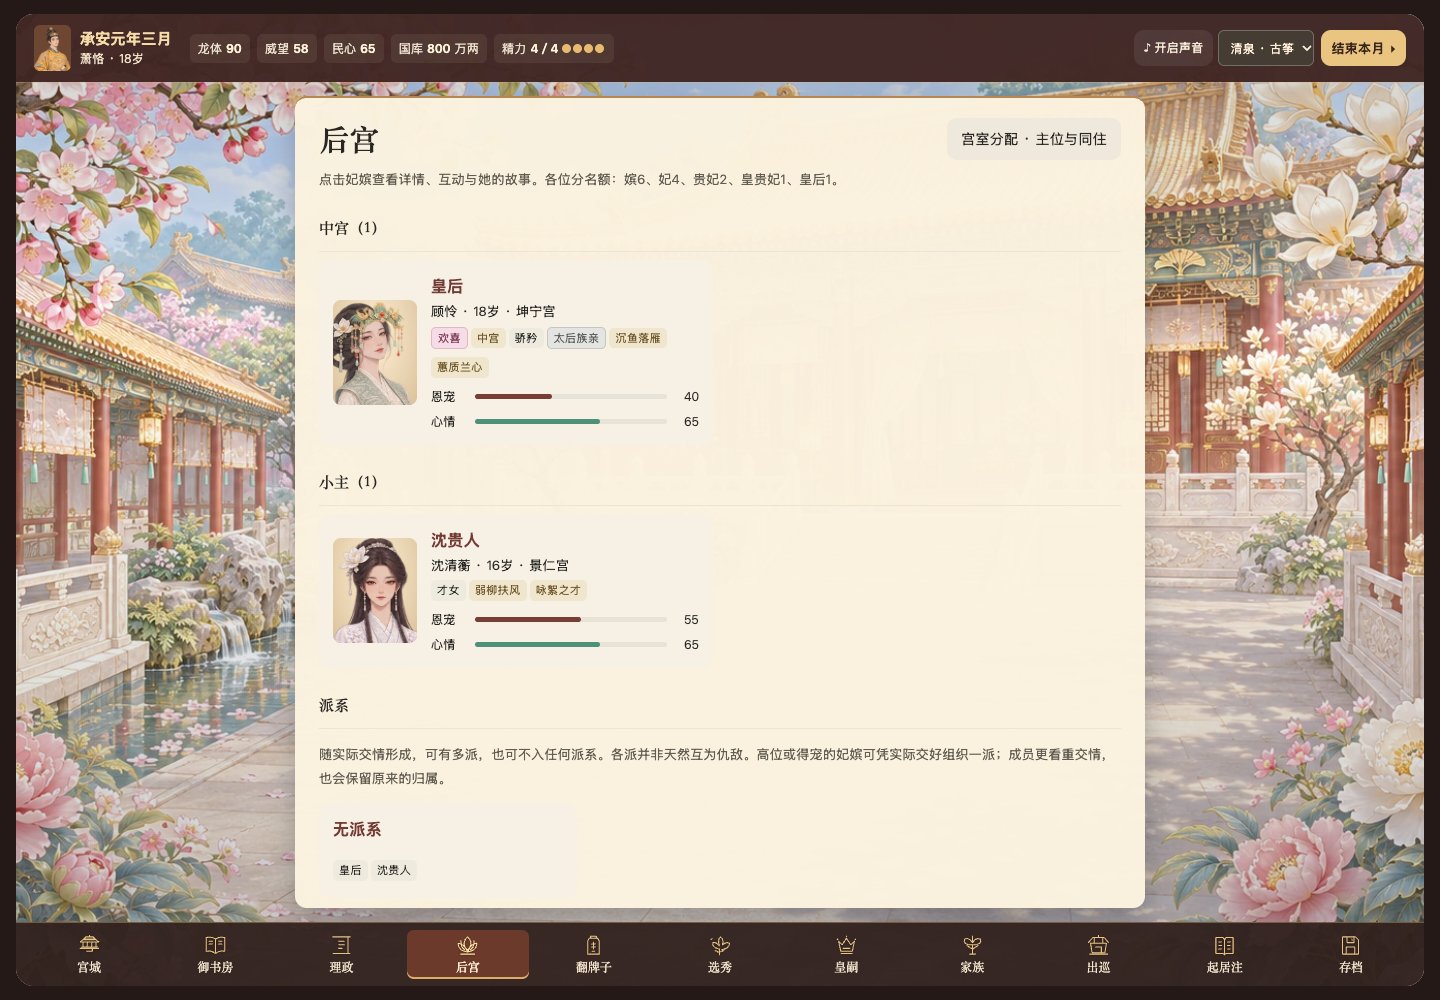 承安元年三月
萧恪 · 18岁
龙体 90
威望 58
民心 65
国库 800 万两
精力 4 / 4
♪ 开启声音
清泉 · 古筝
结束本月 ▸
后宫
宫室分配 · 主位与同住
点击妃嫔查看详情、互动与她的故事。各位分名额：嫔6、妃4、贵妃2、皇贵妃1、皇后1。
中宫（1）
皇后
顾怜 · 18岁 · 坤宁宫
欢喜 中宫 骄矜 太后族亲 沉鱼落雁
蕙质兰心
恩宠 40
心情 65
小主（1）
沈贵人
沈清蘅 · 16岁 · 景仁宫
才女 弱柳扶风 咏絮之才
恩宠 55
心情 65
派系
随实际交情形成，可有多派，也可不入任何派系。各派并非天然互为仇敌。高位或得宠的妃嫔可凭实际交好组织一派；成员更看重交情，
也会保留原来的归属。
无派系
皇后 沈贵人
宫城
御书房
理政
后宫
翻牌子
选秀
皇嗣
家族
出巡
起居注
存档